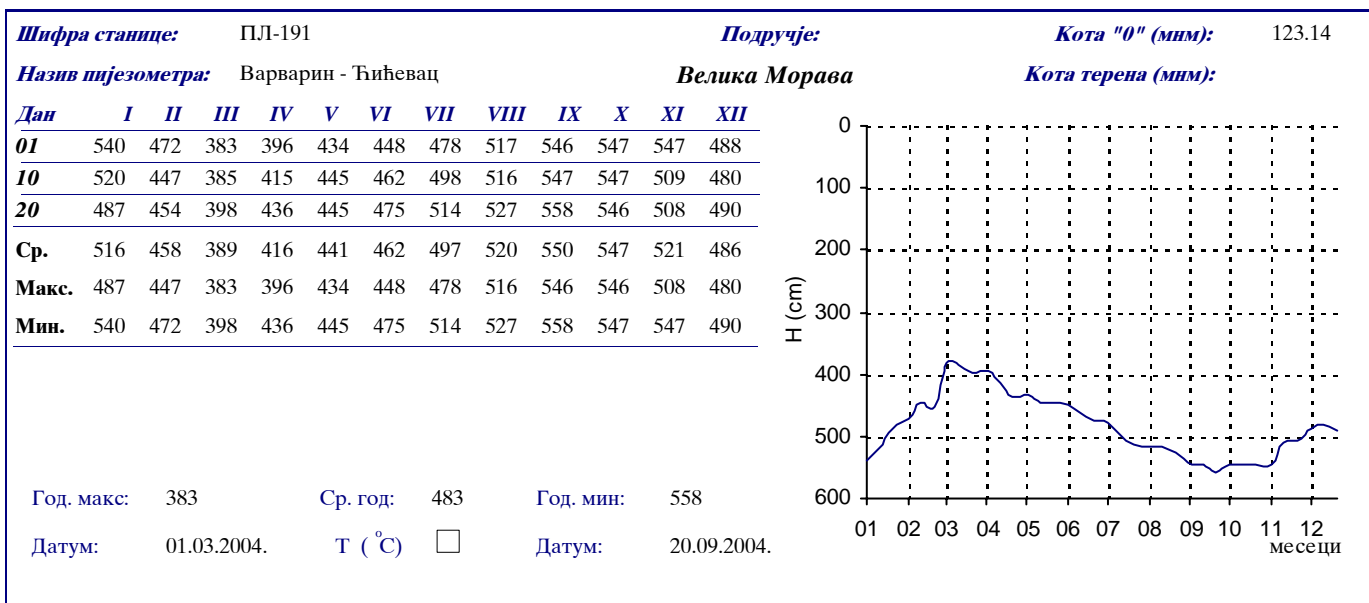 Шифра станице: ПЛ-191 Подручје: Кота "0" (мнм): 123.14
Назив пијезометра: Варварин - Ћићевац Велика Морава Кота терена (мнм):
Дан I II III IV V VI VII VIII IX X XI XII
01 540 472 383 396 434 448 478 517 546 547 547 488
10 520 447 385 415 445 462 498 516 547 547 509 480
20 487 454 398 436 445 475 514 527 558 546 508 490
Ср. 516 458 389 416 441 462 497 520 550 547 521 486
Макс. 487 447 383 396 434 448 478 516 546 546 508 480
Мин. 540 472 398 436 445 475 514 527 558 547 547 490
Год. макс: 383 Ср. год: 483 Год. мин: 558
Датум: 01.03.2004. Т ( °C) Датум: 20.09.2004.
H (cm)
0
100
200
300
400
500
600
01 02 03 04 05 06 07 08 09 10 11 12
месеци